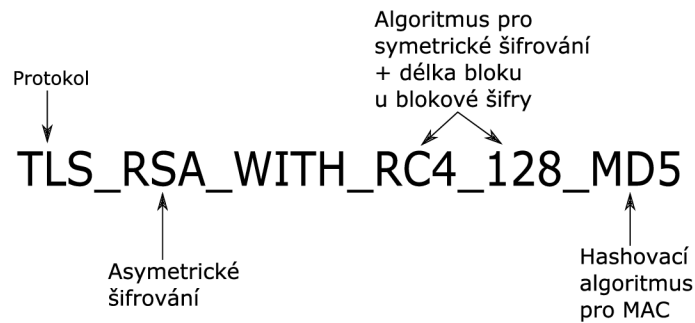 Algoritmus pro
symetrické šifrování
+ délka bloku
u blokové šifry
Protokol
TLS_RSA_WITH_RC4_128_MD5
Asymetrické
šifrování
Hashovací
algoritmus
pro MAC